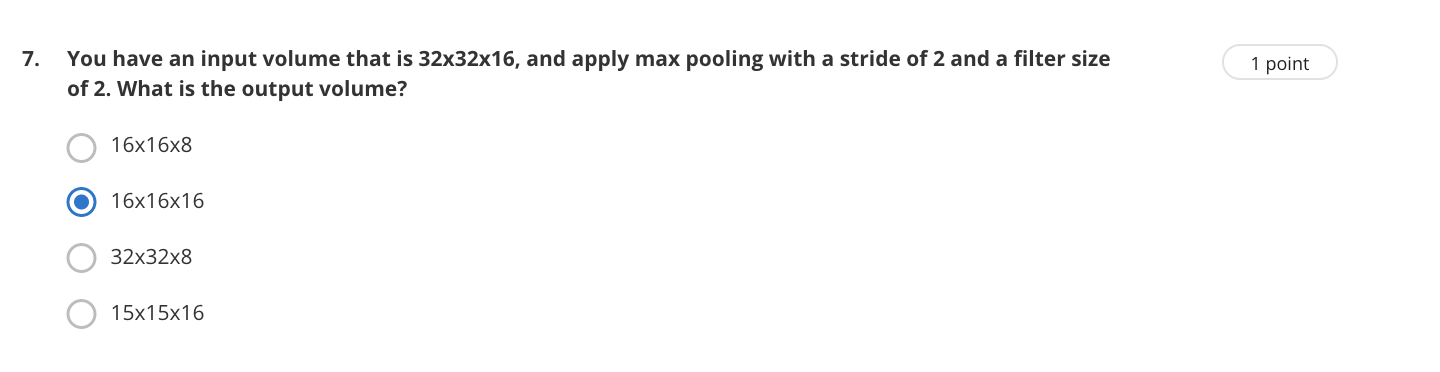 7. You have an input volume that is 32x32x16, and apply max pooling with a stride of 2 and a filter size
1 point
of 2. What is the output volume?
16x16x8
16x16x16
32x32x8
15x15x16